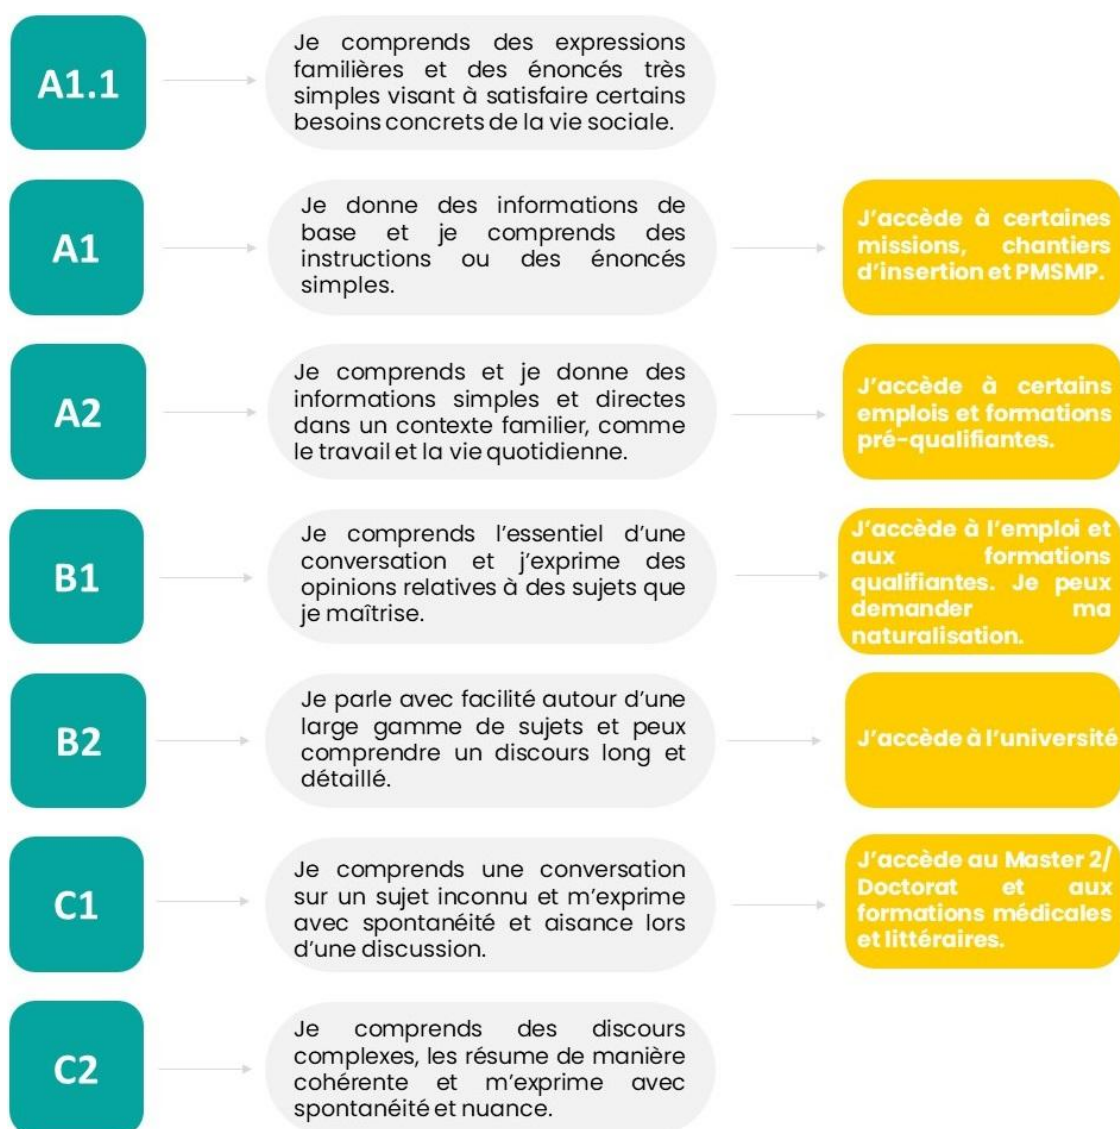 A1.1
Je comprends des expressions
familières et des énoncés très
simples visant à satisfaire certains
besoins concrets de la vie sociale.
A1
Je donne des informations de
base et je comprends des
instructions ou des énoncés
simples.
J'accède à certaines
missions, chantiers
d'insertion et PMSMP.
A2
Je comprends et je donne des
informations simples et directes
dans un contexte familier, comme
le travail et la vie quotidienne.
J'accède à certains
emplois et formations
pré-qualifiantes.
B1
Je comprends l'essentiel d'une
conversation et j'exprime des
opinions relatives à des sujets que
je maîtrise.
J'accède à l'emploi et
aux formations
qualifiantes. Je peux
demander ma
naturalisation.
B2
Je parle avec facilité autour d'une
large gamme de sujets et peux
comprendre un discours long et
détaillé.
J'accède à l'université
C1
Je comprends une conversation
sur un sujet inconnu et m'exprime
avec spontanéité et aisance lors
d'une discussion.
J'accède au Master 2/
Doctorat et aux
formations médicales
et littéraires.
C2
Je comprends des discours
complexes, les résume de manière
cohérente et m'exprime avec
spontanéité et nuance.